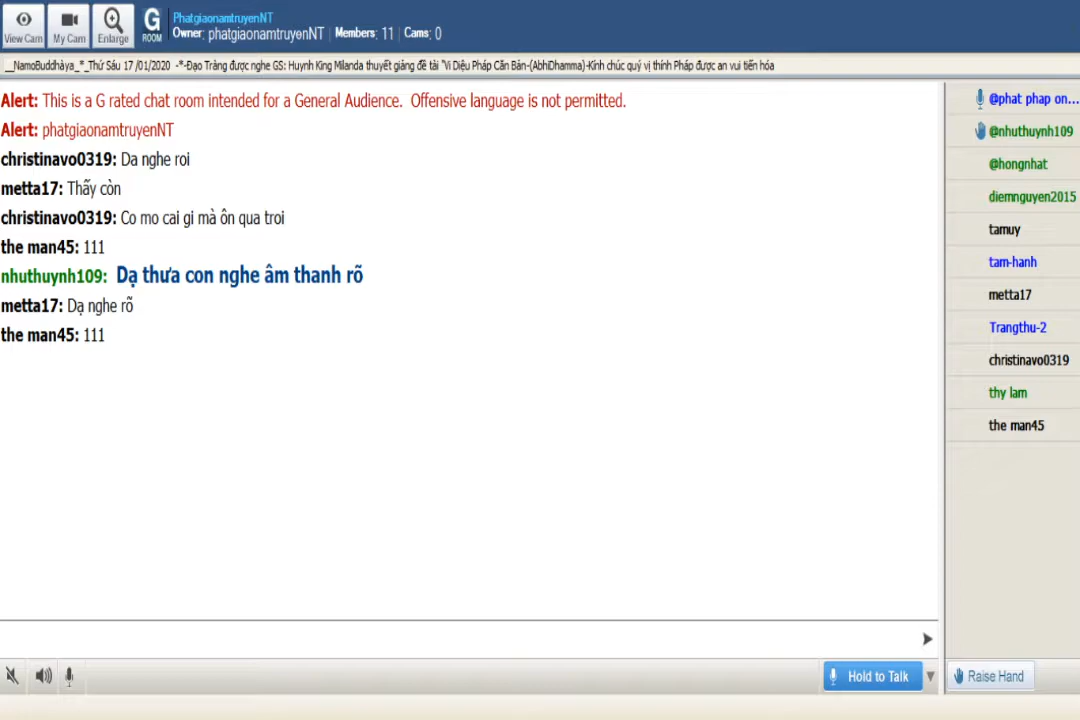 PhatgiaonamtruyenNT
Owner: phatgiaonamtruyenNT | Members: 11 | Cams: 0
View Cam
My Cam
Enlarge
G
ROOM
__NamoBuddhàya_*_Thứ Sáu 17 /01/2020 -*-Đạo Tràng được nghe GS: Huynh King Milanda thuyết giảng đề tài "Vi Diệu Pháp Căn Bản-(AbhiDhamma)-Kính chúc quý vị thính Pháp được an vui tiến hóa
Alert: This is a G rated chat room intended for a General Audience. Offensive language is not permitted.
Alert: phatgiaonamtruyenNT
christinavo0319: Da nghe roi
metta17: Thấy còn
christinavo0319: Co mo cai gi mà ôn qua troi
the man45: 111
nhuthuynh109: Dạ thưa con nghe âm thanh rõ
metta17: Dạ nghe rõ
the man45: 111
@phat phap on...
@nhuthuynh109
@hongnhat
diemnguyen2015
tamuy
tam-hanh
metta17
Trangthu-2
christinavo0319
thy lam
the man45
Hold to Talk
Raise Hand